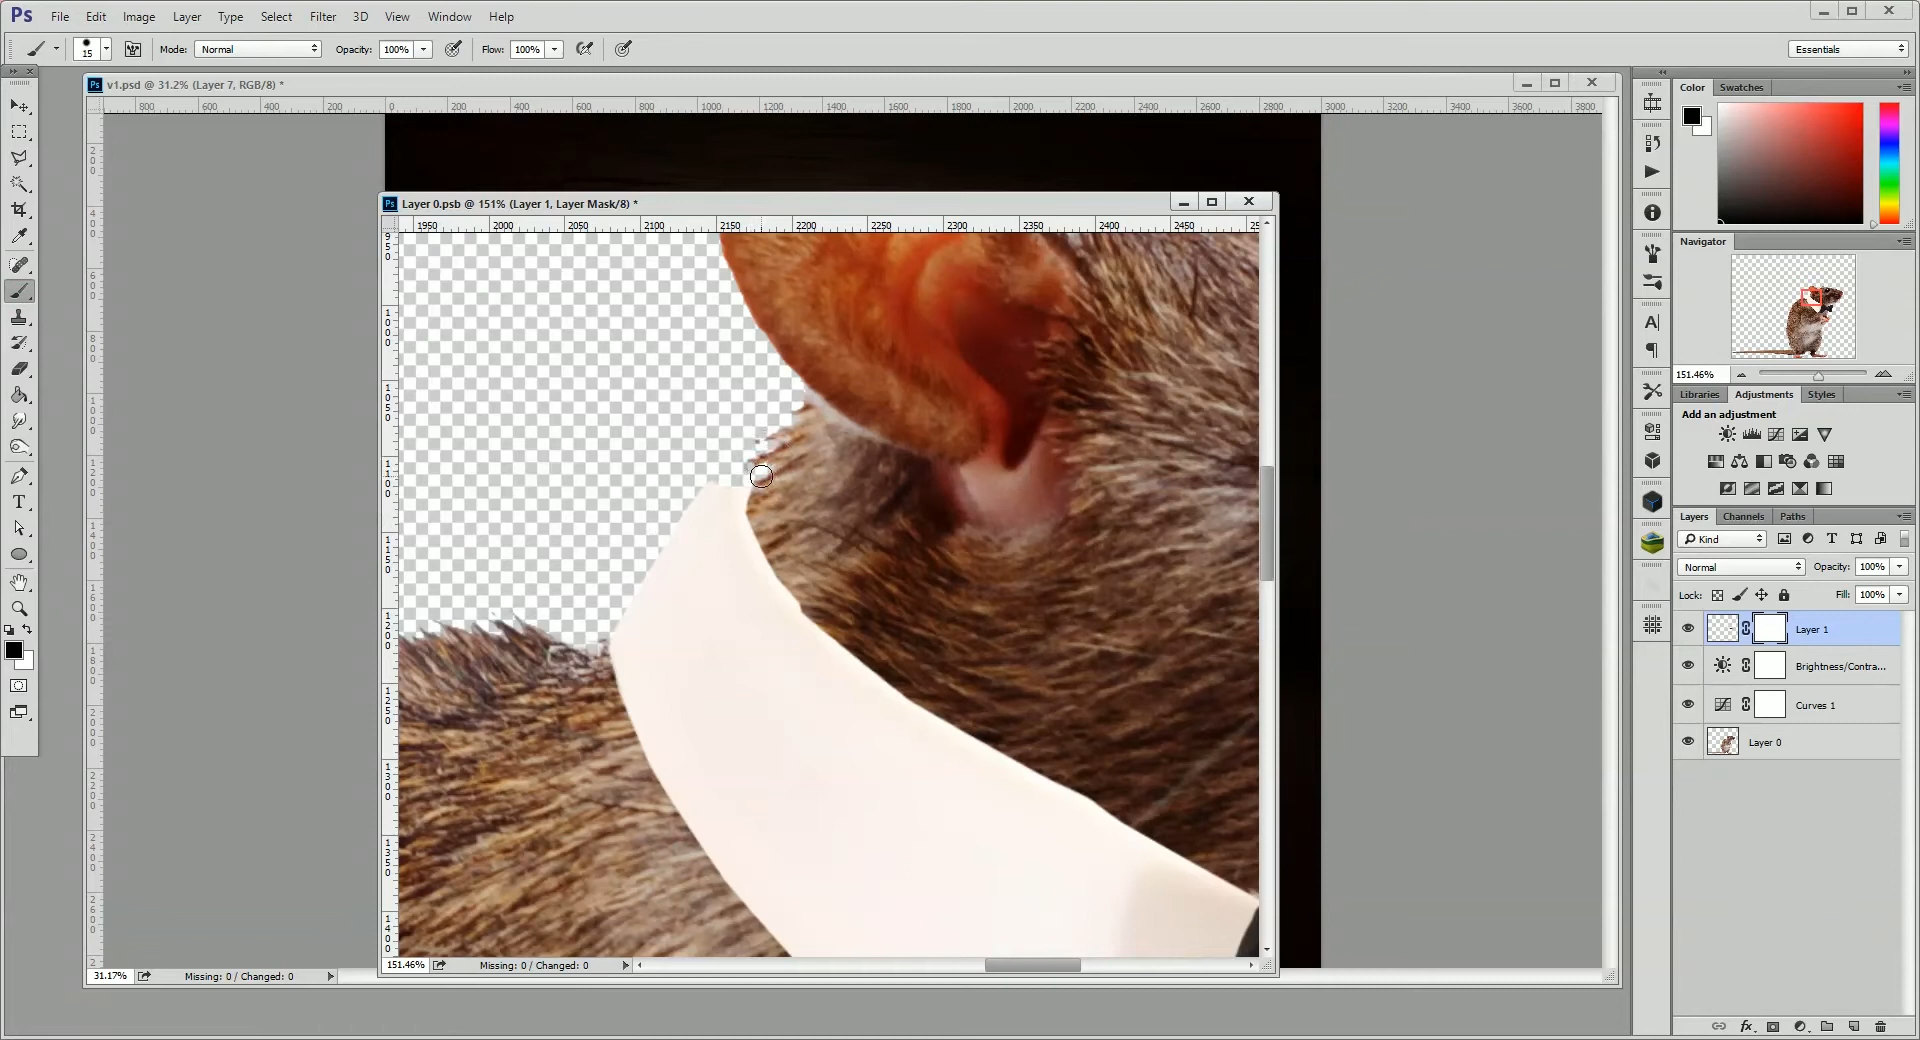 Ps File Edit Image Layer Type Select Filter 3D View Window Help
15 Mode: Normal Opacity: 100% Flow: 100% Essentials
Ps v1.psd @ 31.2% (Layer 7, RGB/8) *
800 600 400 200 0 200 400 600 800 1000 1200 1400 1600 1800 2000 2200 2400 2600 2800 3000 3200 3400 3600 3800
Ps Layer 0.psb @ 151% (Layer 1, Layer Mask/8) *
1950 2000 2050 2100 2150 2200 2250 2300 2350 2400 2450
Color Swatches
Navigator
151.46%
Libraries Adjustments Styles
Add an adjustment
Layers Channels Paths
Kind
Normal Opacity: 100%
Lock: Fill: 100%
Layer 1
Brightness/Contra...
Curves 1
Layer 0
fx
T
A
3D
151.46% Missing: 0 / Changed: 0
31.17% Missing: 0 / Changed: 0